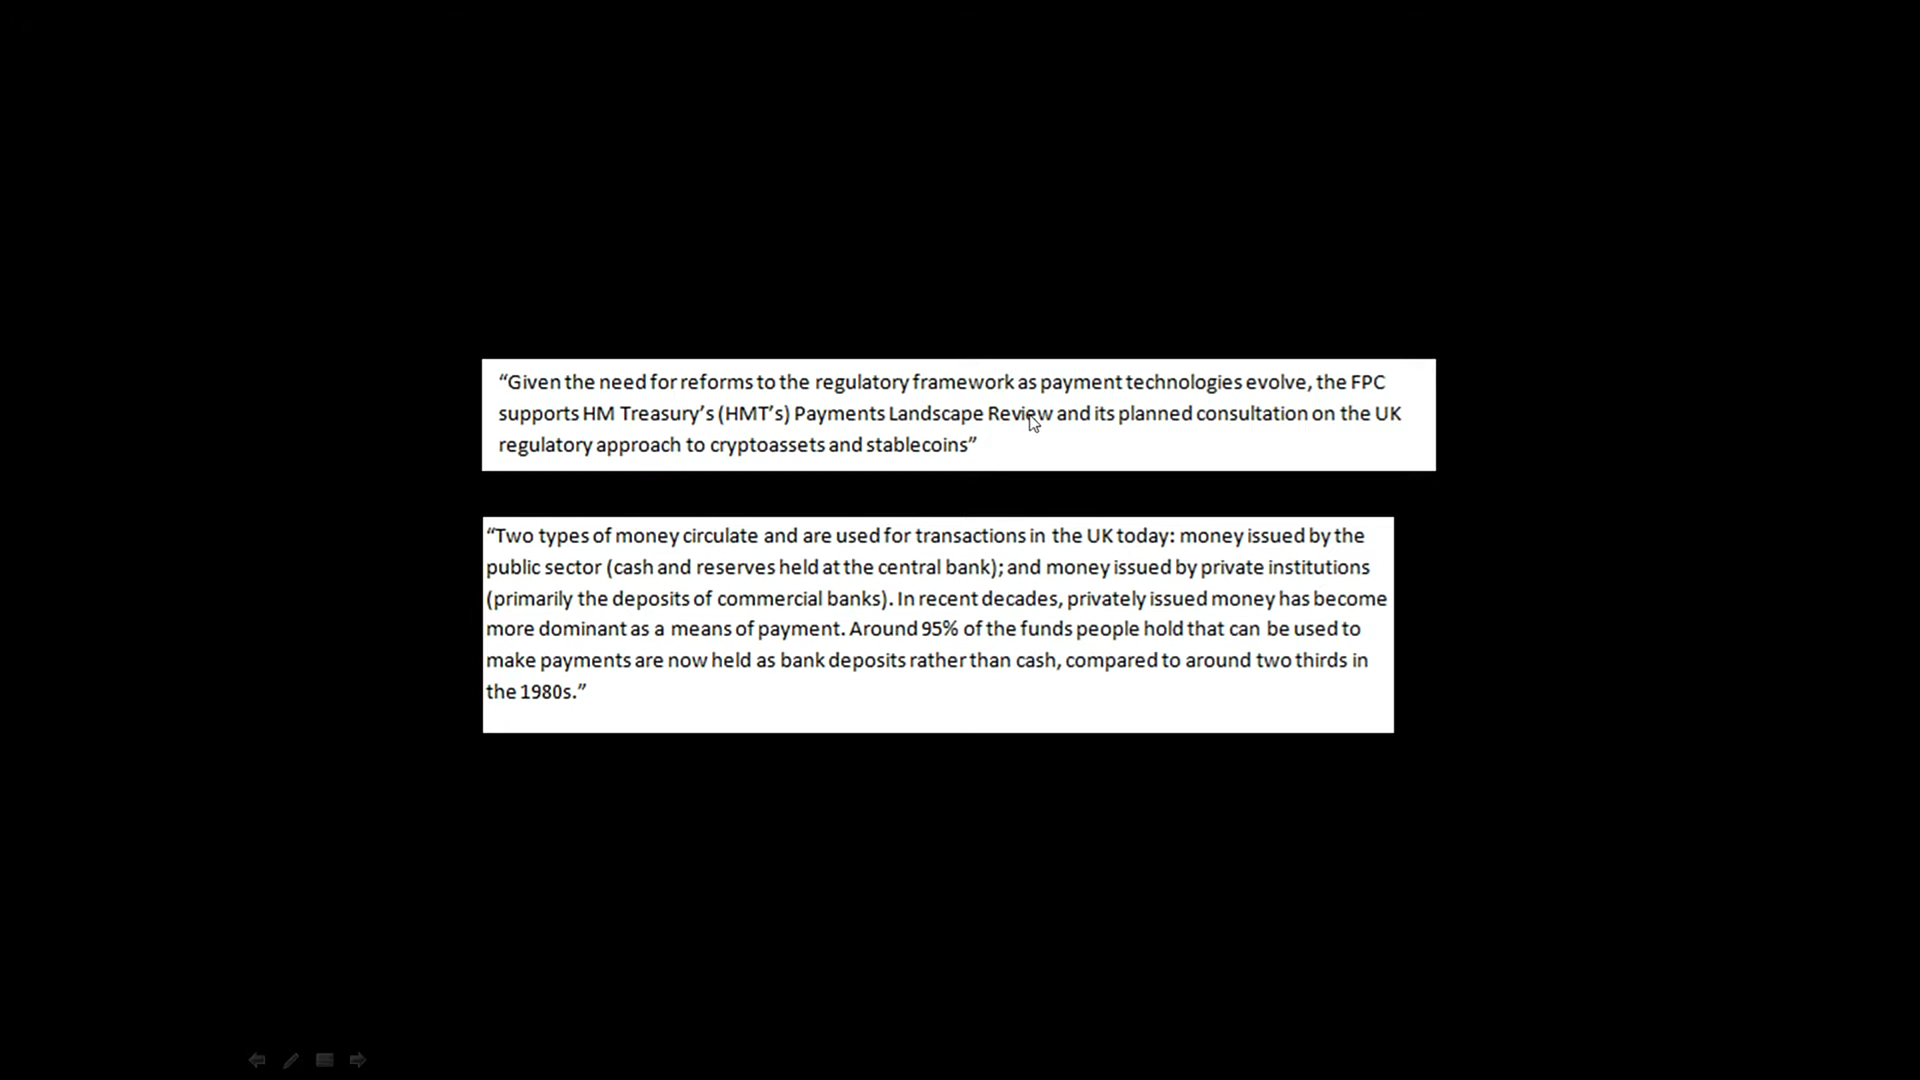 “Given the need for reforms to the regulatory framework as payment technologies evolve, the FPC
supports HM Treasury’s (HMT’s) Payments Landscape Review and its planned consultation on the UK
regulatory approach to cryptoassets and stablecoins”
“Two types of money circulate and are used for transactions in the UK today: money issued by the
public sector (cash and reserves held at the central bank); and money issued by private institutions
(primarily the deposits of commercial banks). In recent decades, privately issued money has become
more dominant as a means of payment. Around 95% of the funds people hold that can be used to
make payments are now held as bank deposits rather than cash, compared to around two thirds in
the 1980s.”